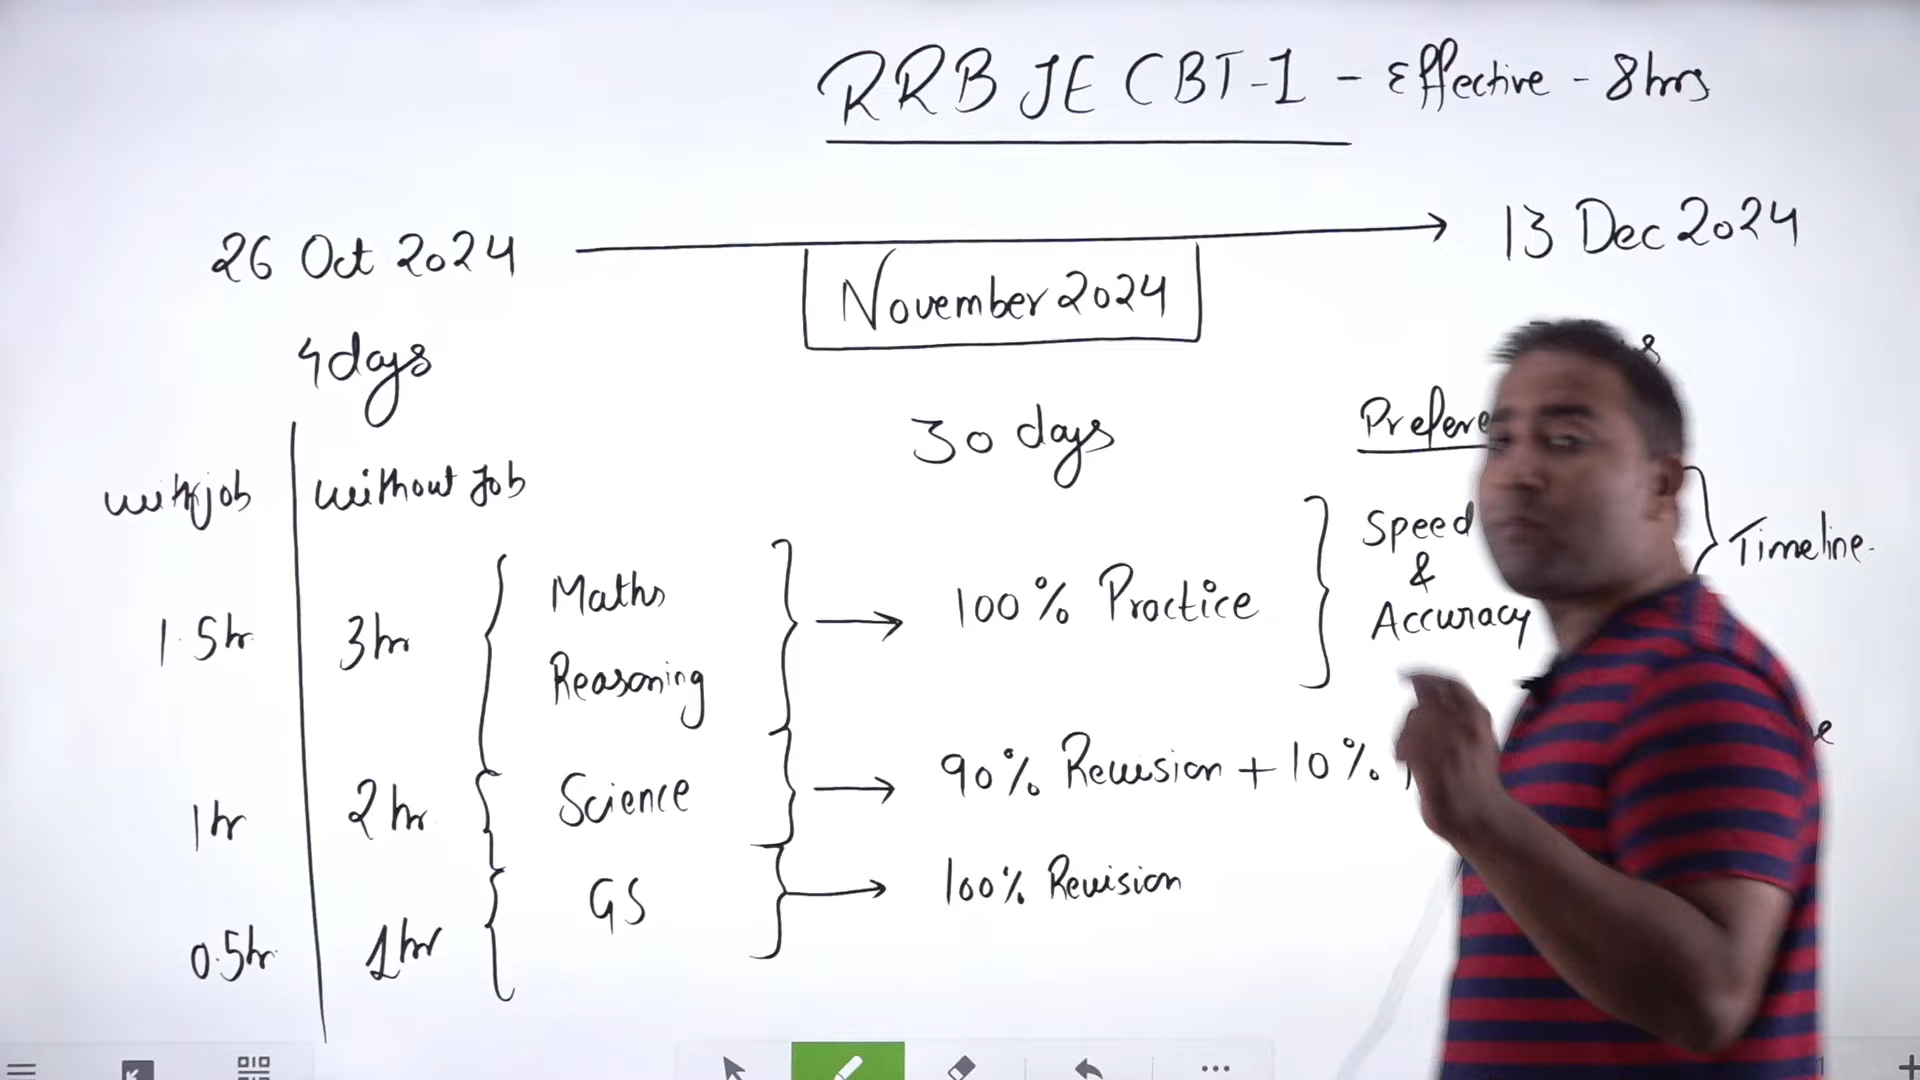 RRB JE CBT-1 - Effective - 8hrs
26 Oct 2024
13 Dec 2024
November 2024
4days
30 days
with job
without Job
Speed
&
Accuracy
Timeline.
1.5hr
3hr
Maths
Reasoning
100% Practice
1hr
2hr
Science
90% Revision + 10%
0.5hr
1hr
GS
100% Revision